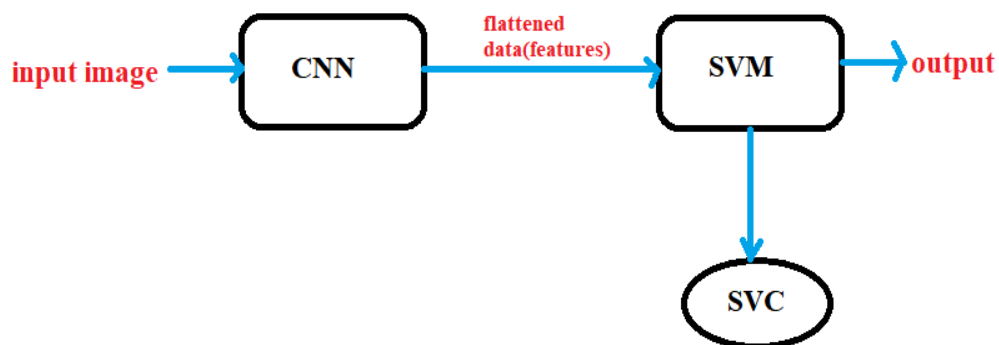 input image
CNN
flattened
data(features)
SVM
output
SVC